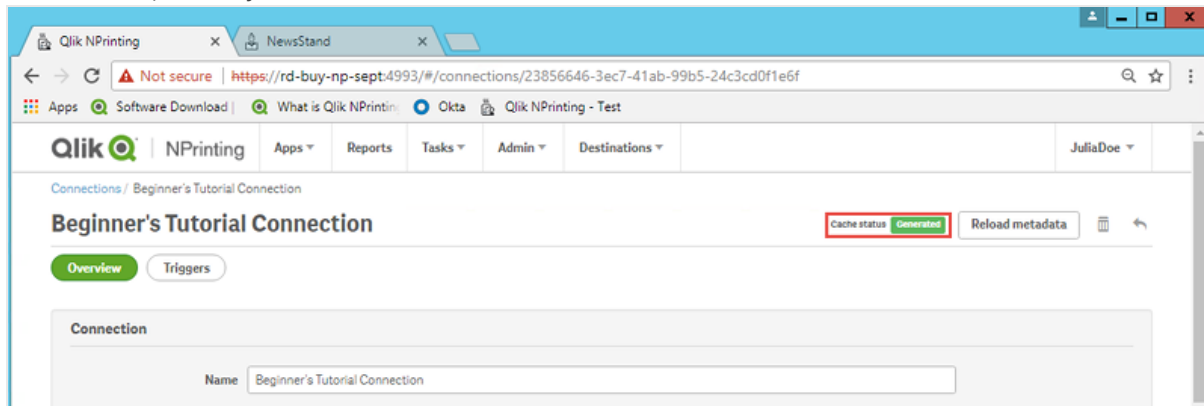 Qlik NPrinting
NewsStand
Not secure | https://rd-buy-np-sept:4993/#/connections/23856646-3ec7-41ab-99b5-24c3cd0f1e6f
Apps Software Download | What is Qlik NPrinting Okta Qlik NPrinting - Test
Qlik NPrinting Apps Reports Tasks Admin Destinations JuliaDoe
Connections / Beginner's Tutorial Connection
Beginner's Tutorial Connection Cache status Generated Reload metadata
Overview Triggers
Connection
Name Beginner's Tutorial Connection